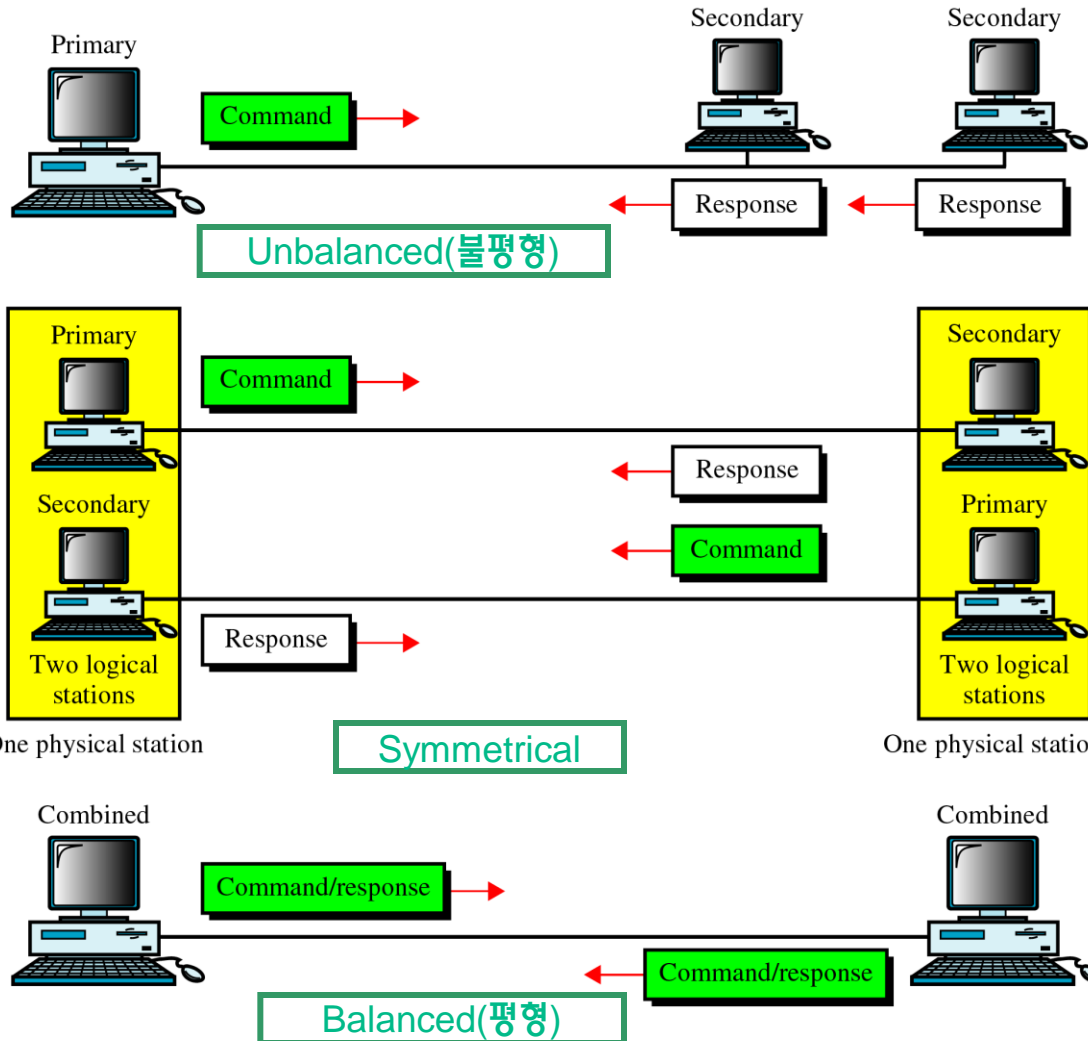 Secondary
Secondary
Primary
Command
Response
Response
Unbalanced(불평형)
Primary
Secondary
Command
Response
Secondary
Primary
Command
Response
Two logical
stations
Two logical
stations
One physical station
One physical statio
Symmetrical
Combined
Combined
Command/response
Command/response
Balanced(평형)